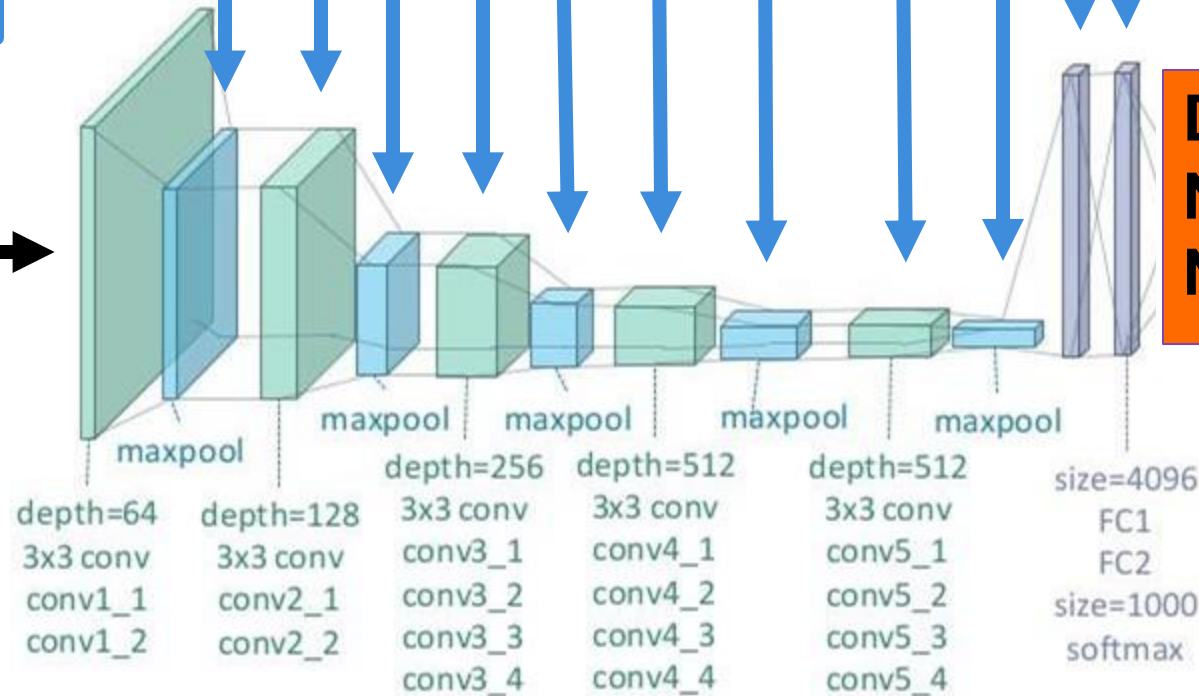 maxpool
maxpool
maxpool
maxpool
maxpool
depth=64
3x3 conv
conv1_1
conv1_2
depth=128
3x3 conv
conv2_1
conv2_2
depth=256
3x3 conv
conv3_1
conv3_2
conv3_3
conv3_4
depth=512
3x3 conv
conv4_1
conv4_2
conv4_3
conv4_4
depth=512
3x3 conv
conv5_1
conv5_2
conv5_3
conv5_4
size=4096
FC1
FC2
size=1000
softmax